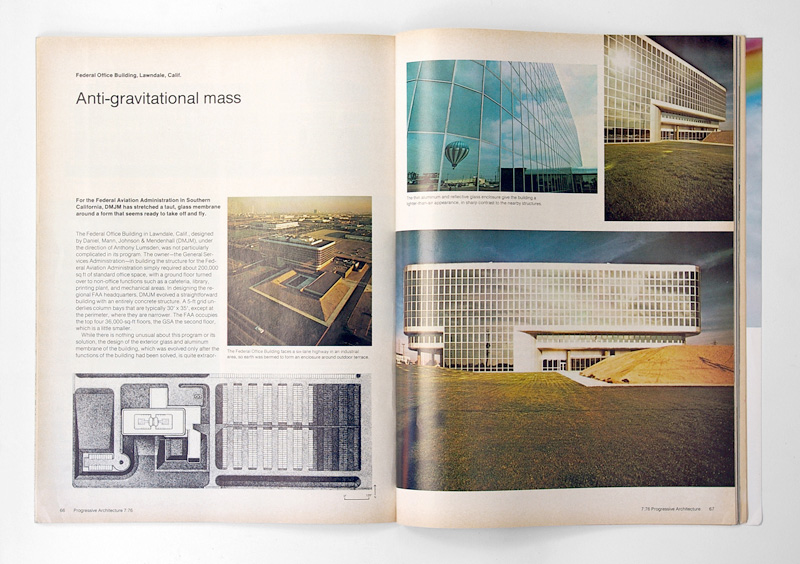 Federal Office Building, Lawndale, Calif.
Anti-gravitational mass
For the Federal Aviation Administration in Southern
California, DMJM has stretched a taut, glass membrane
around a form that seems ready to take off and fly.
The Federal Office Building in Lawndale, Calif., designed
by Daniel, Mann, Johnson & Mendenhall (DMJM), under
the direction of Anthony Lumsden, was not particularly
complicated in its program. The owner—the General Ser-
vices Administration—in building the structure for the Fed-
eral Aviation Administration simply required about 200,000
sq ft of standard office space, with a ground floor turned
over to non-office functions such as a cafeteria, library,
printing plant, and mechanical areas. In designing the re-
gional FAA headquarters, DMJM evolved a straightforward
building with an entirely concrete structure. A 5-ft grid un-
derlies column bays that are typically 30' x 35', except at
the perimeter, where they are narrower. The FAA occupies
the top four 36,000-sq-ft floors, the GSA the second floor,
which is a little smaller.
While there is nothing unusual about this program or its
solution, the design of the exterior glass and aluminum
membrane of the building, which was evolved only after the
functions of the building had been solved, is quite extraor-
The Federal Office Building faces a six-lane highway in an industrial
area, so earth was bermed to form an enclosure around outdoor terrace.
66 Progressive Architecture 7:76
The thin aluminum and reflective glass enclosure give the building a
lighter-than-air appearance, in sharp contrast to the nearby structures.
7:76 Progressive Architecture 67